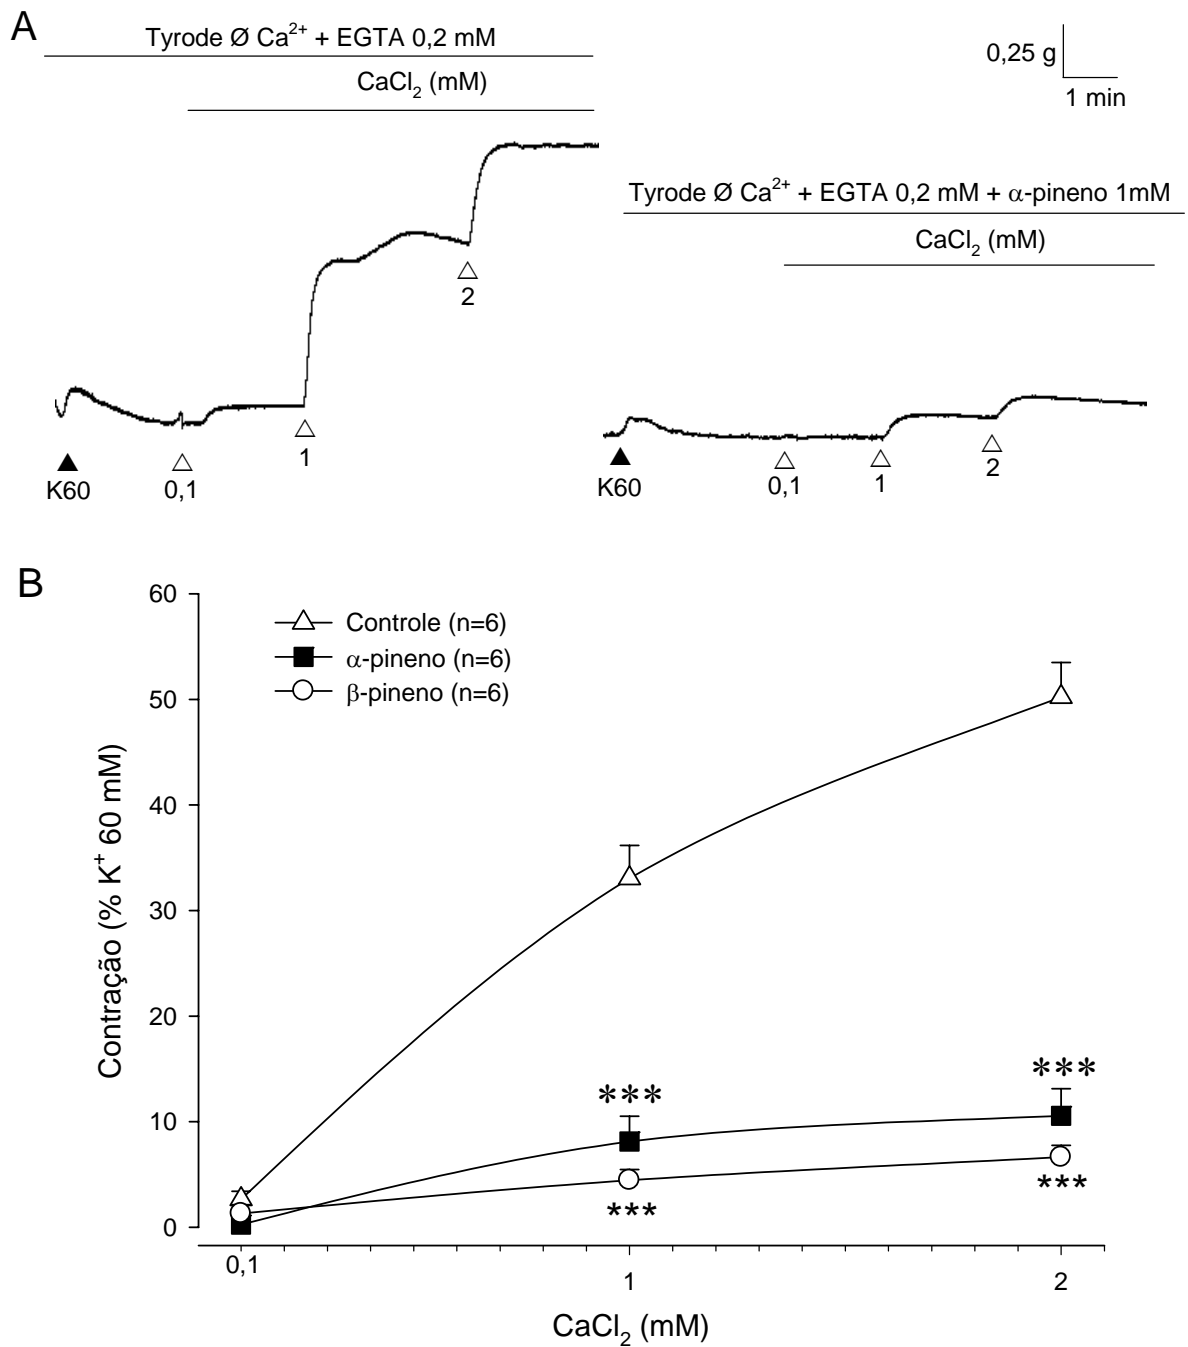 A
Tyrode Ø Ca2+ + EGTA 0,2 mM
CaCl2 (mM)
0,25 g
1 min
2
1
K60
0,1
Tyrode Ø Ca2+ + EGTA 0,2 mM + α-pineno 1mM
CaCl2 (mM)
K60
0,1
1
2
B
60
50
40
30
20
10
0
Contração (% K+ 60 mM)
Controle (n=6)
α-pineno (n=6)
β-pineno (n=6)
***
***
***
***
0,1
1
2
CaCl2 (mM)